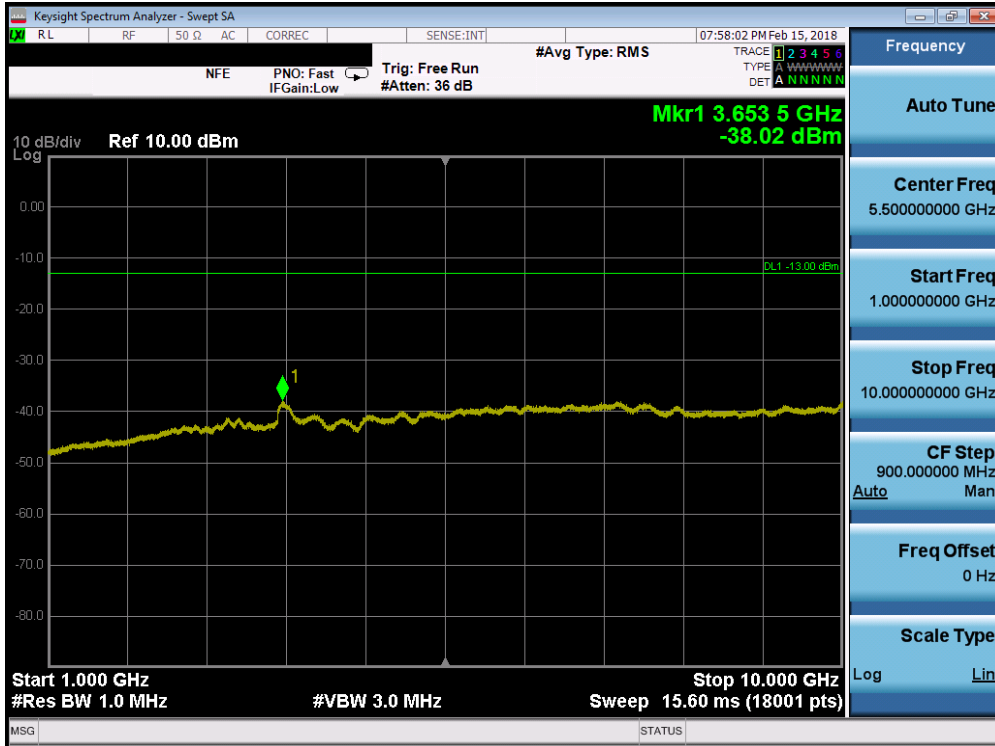 Keysight Spectrum Analyzer - Swept SA
LXI RL RF 50 Ω AC CORREC SENSE:INT 07:58:02 PM Feb 15, 2018
#Avg Type: RMS
TRACE 1 2 3 4 5 6
TYPE A WWWWW
DET A N N N N N
NFE
PNO: Fast
IFGain:Low
Trig: Free Run
#Atten: 36 dB
Mkr1 3.653 5 GHz
-38.02 dBm
10 dB/div
Log
Ref 10.00 dBm
0.00
-10.0
DL1 -13.00 dBm
-20.0
-30.0
1
-40.0
-50.0
-60.0
-70.0
-80.0
Start 1.000 GHz
Stop 10.000 GHz
#Res BW 1.0 MHz
#VBW 3.0 MHz
Sweep 15.60 ms (18001 pts)
MSG
STATUS
Frequency
Auto Tune
Center Freq
5.500000000 GHz
Start Freq
1.000000000 GHz
Stop Freq
10.000000000 GHz
CF Step
900.000000 MHz
Auto Man
Freq Offset
0 Hz
Scale Type
Log Lin